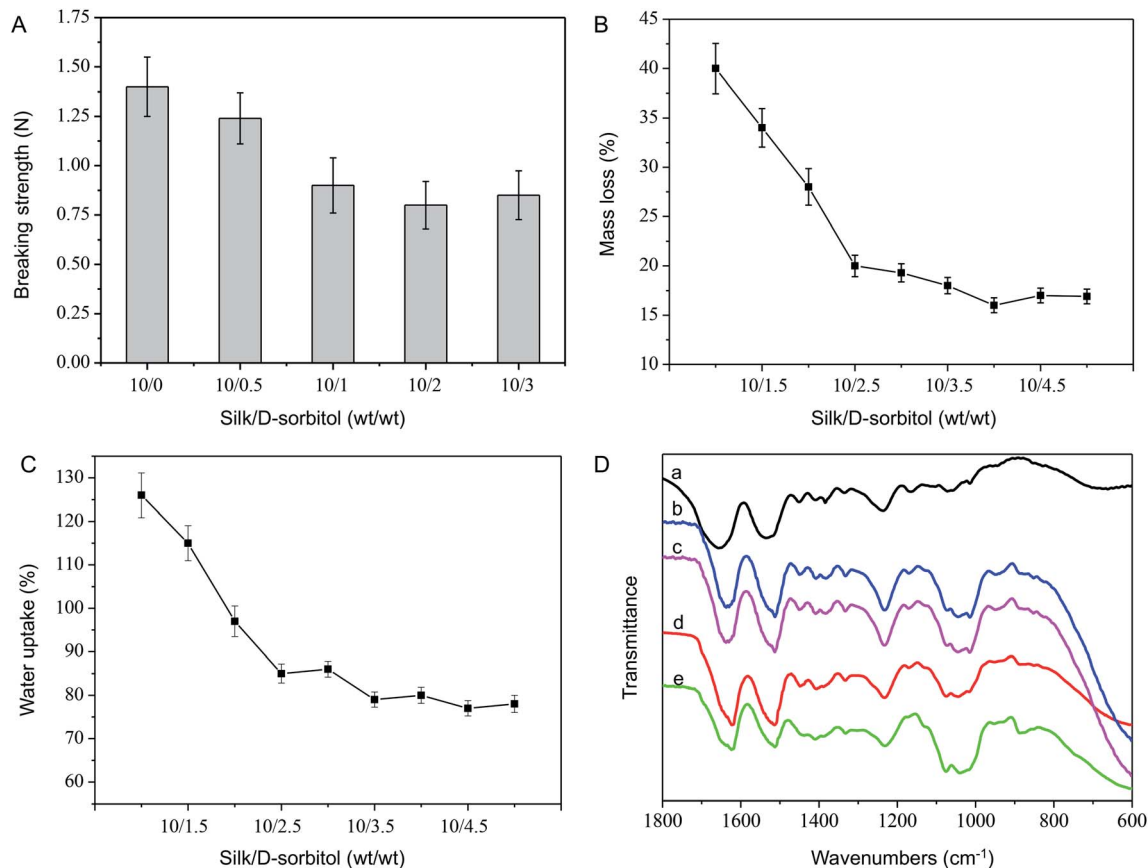 A
1.75
1.50
1.25
1.00
0.75
0.50
0.25
0.00
Breaking strength (N)
10/0 10/0.5 10/1 10/2 10/3
Silk/D-sorbitol (wt/wt)
B
45
40
35
30
25
20
15
10
Mass loss (%)
10/1.5 10/2.5 10/3.5 10/4.5
Silk/D-sorbitol (wt/wt)
C
130
120
110
100
90
80
70
60
Water uptake (%)
10/1.5 10/2.5 10/3.5 10/4.5
Silk/D-sorbitol (wt/wt)
D
a
b
c
d
e
Transmittance
1800 1600 1400 1200 1000 800 600
Wavenumbers (cm⁻¹)